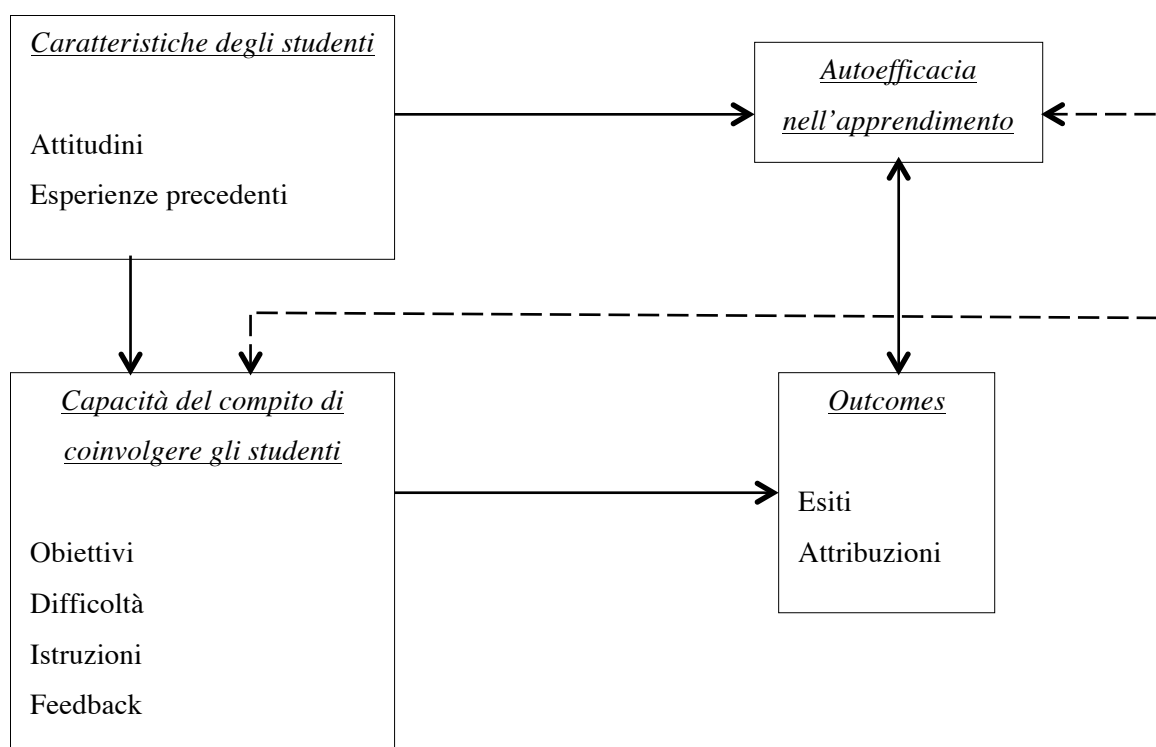 Caratteristiche degli studenti
Attitudini
Esperienze precedenti
Autoefficacia
nell’apprendimento
Capacità del compito di
coinvolgere gli studenti
Obiettivi
Difficoltà
Istruzioni
Feedback
Outcomes
Esiti
Attribuzioni